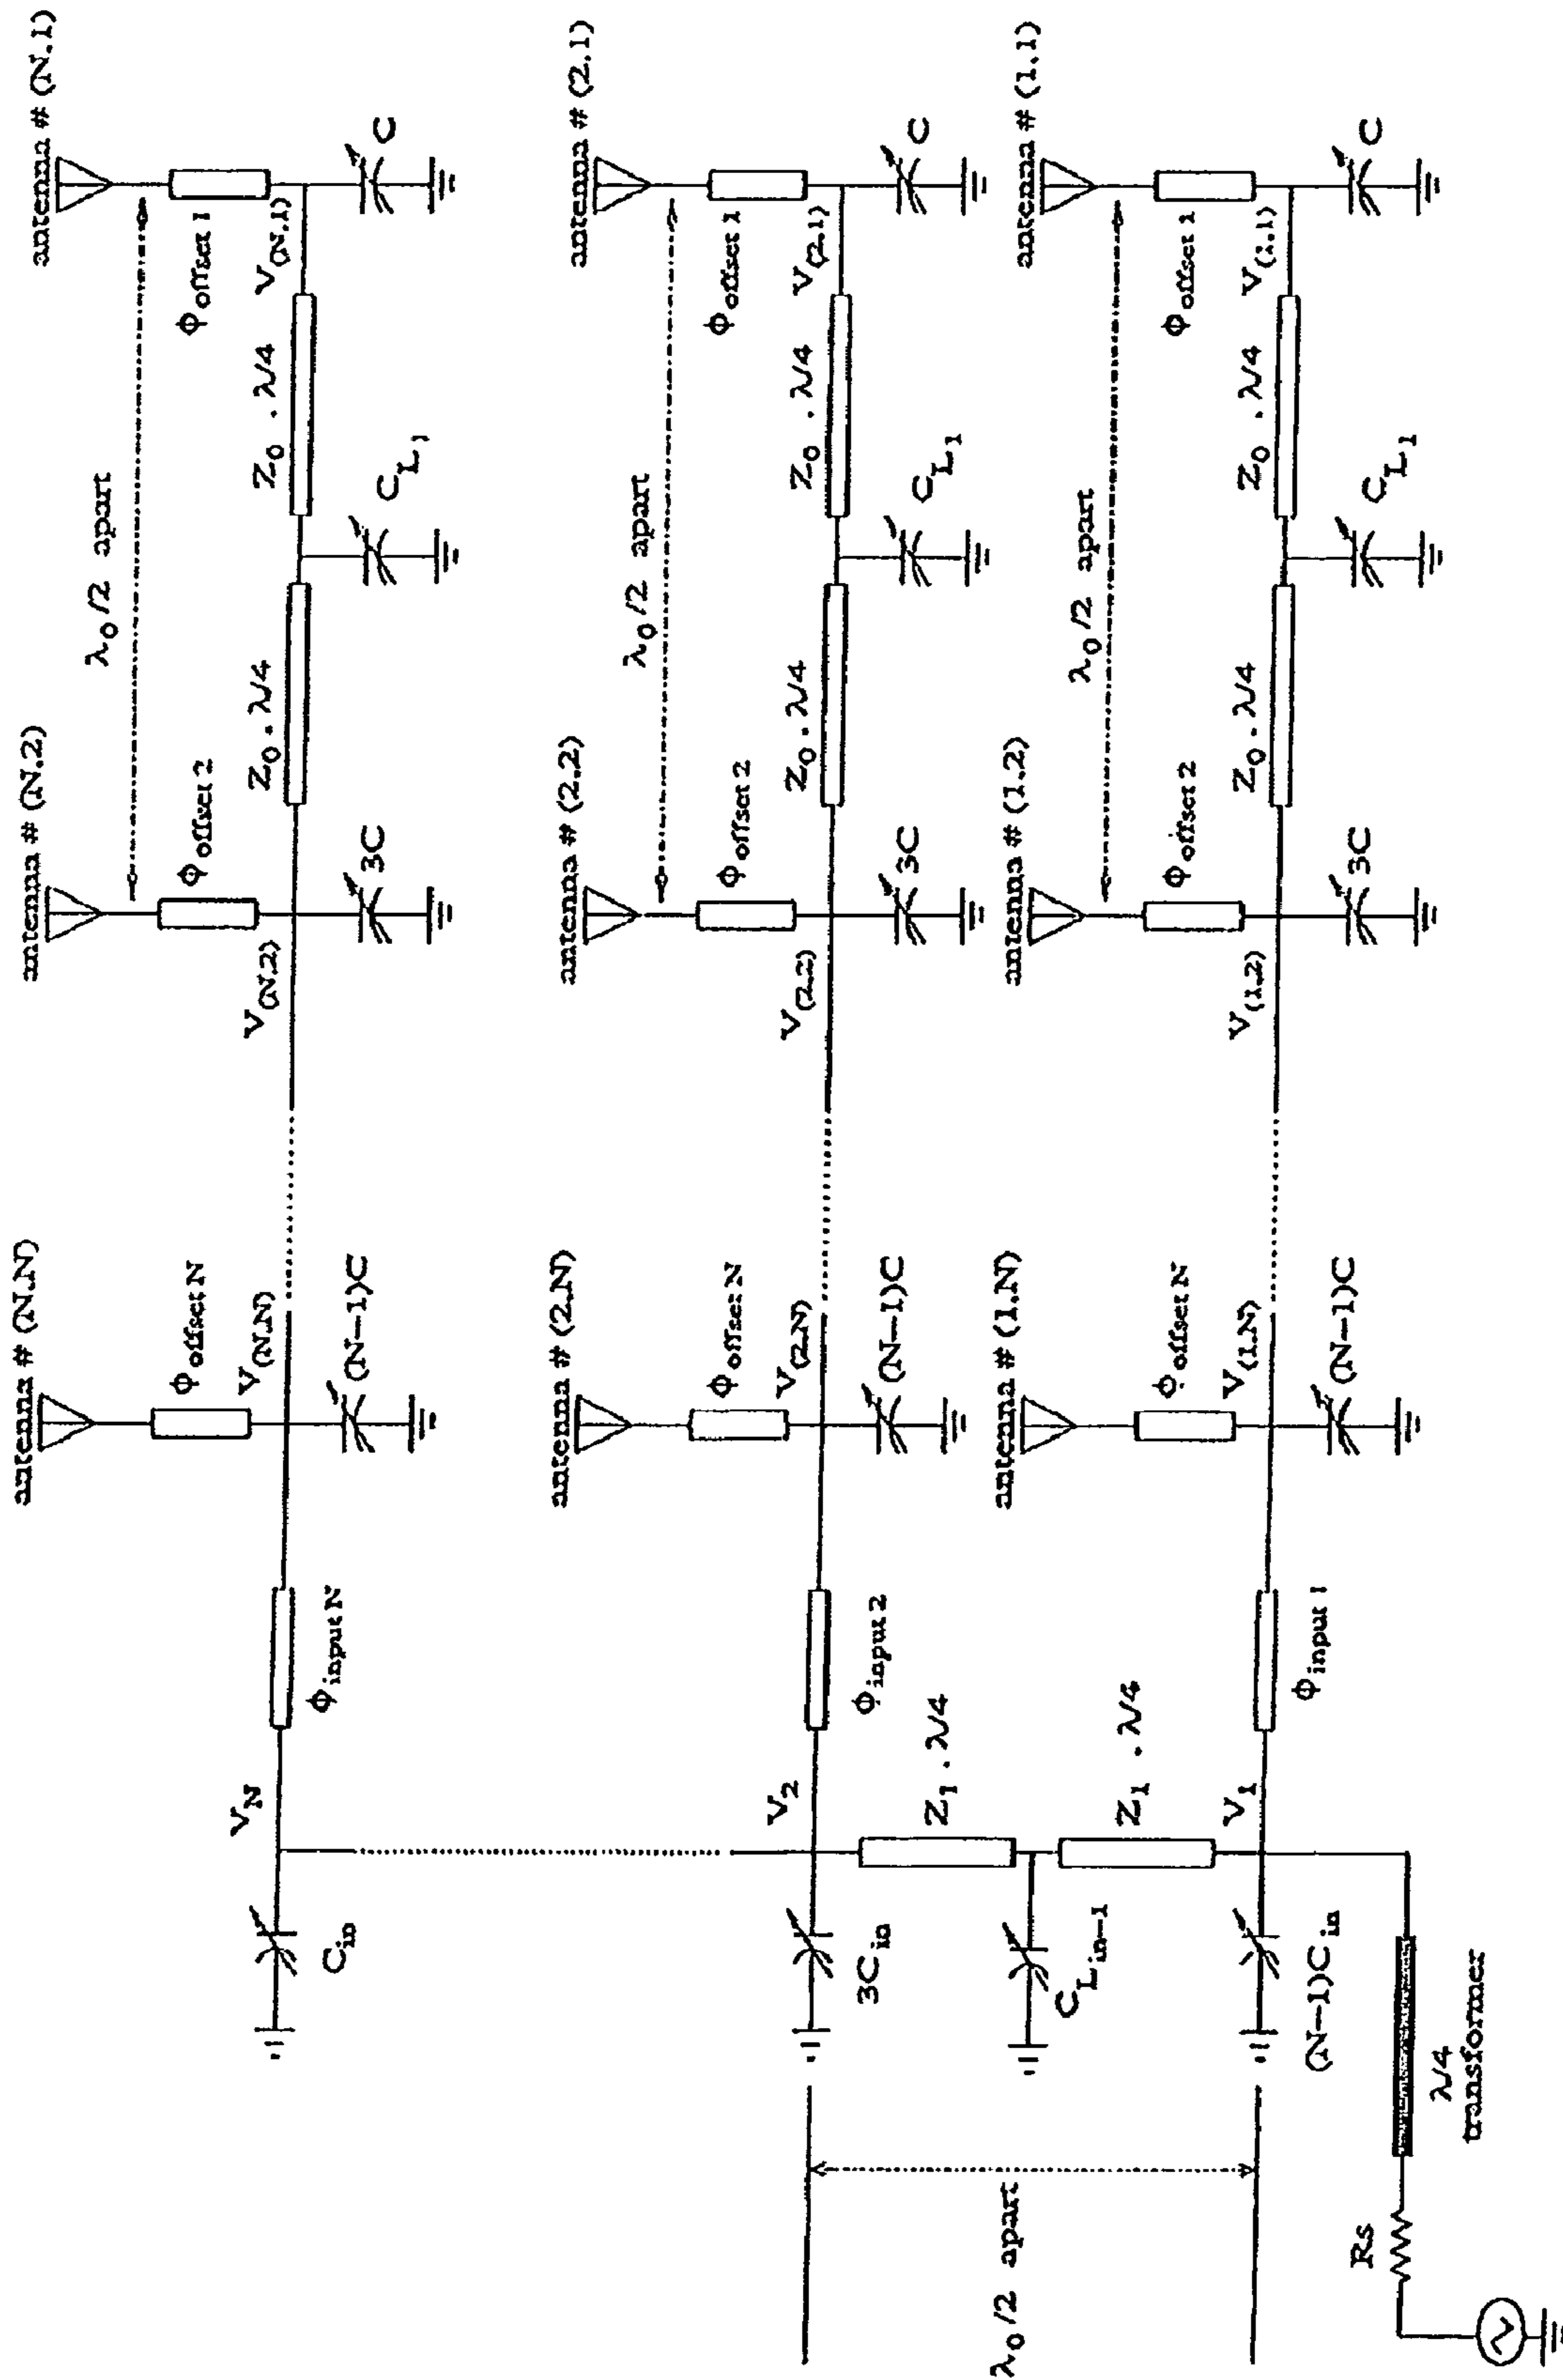 antenna # (N.N)
antenna # (N.2)
antenna # (N.1)
λ₀/2 apart
Φoffset N
Φoffset 2
Φoffset 1
V(N.N)
V(N.2)
V(N.1)
VN
Φinput N
Z₀ . λ/4
Z₀ . λ/4
Cin
(N−1)C
3C
CL1
C
antenna # (2.N)
antenna # (2.2)
antenna # (2.1)
λ₀/2 apart
Φoffset N
Φoffset 2
Φoffset 1
V(2.N)
V(2.2)
V(2.1)
V2
Φinput 2
Z₀ . λ/4
Z₀ . λ/4
3Cin
(N−1)C
3C
CL1
C
Z1 . λ/4
Z1 . λ/4
CLin−1
antenna # (1.N)
antenna # (1.2)
antenna # (1.1)
λ₀/2 apart
Φoffset N
Φoffset 2
Φoffset 1
V(1.N)
V(1.2)
V(1.1)
V1
Φinput 1
Z₀ . λ/4
Z₀ . λ/4
(N−1)Cin
(N−1)C
3C
CL1
C
λ₀/2 apart
Rs
λ/4
transformer